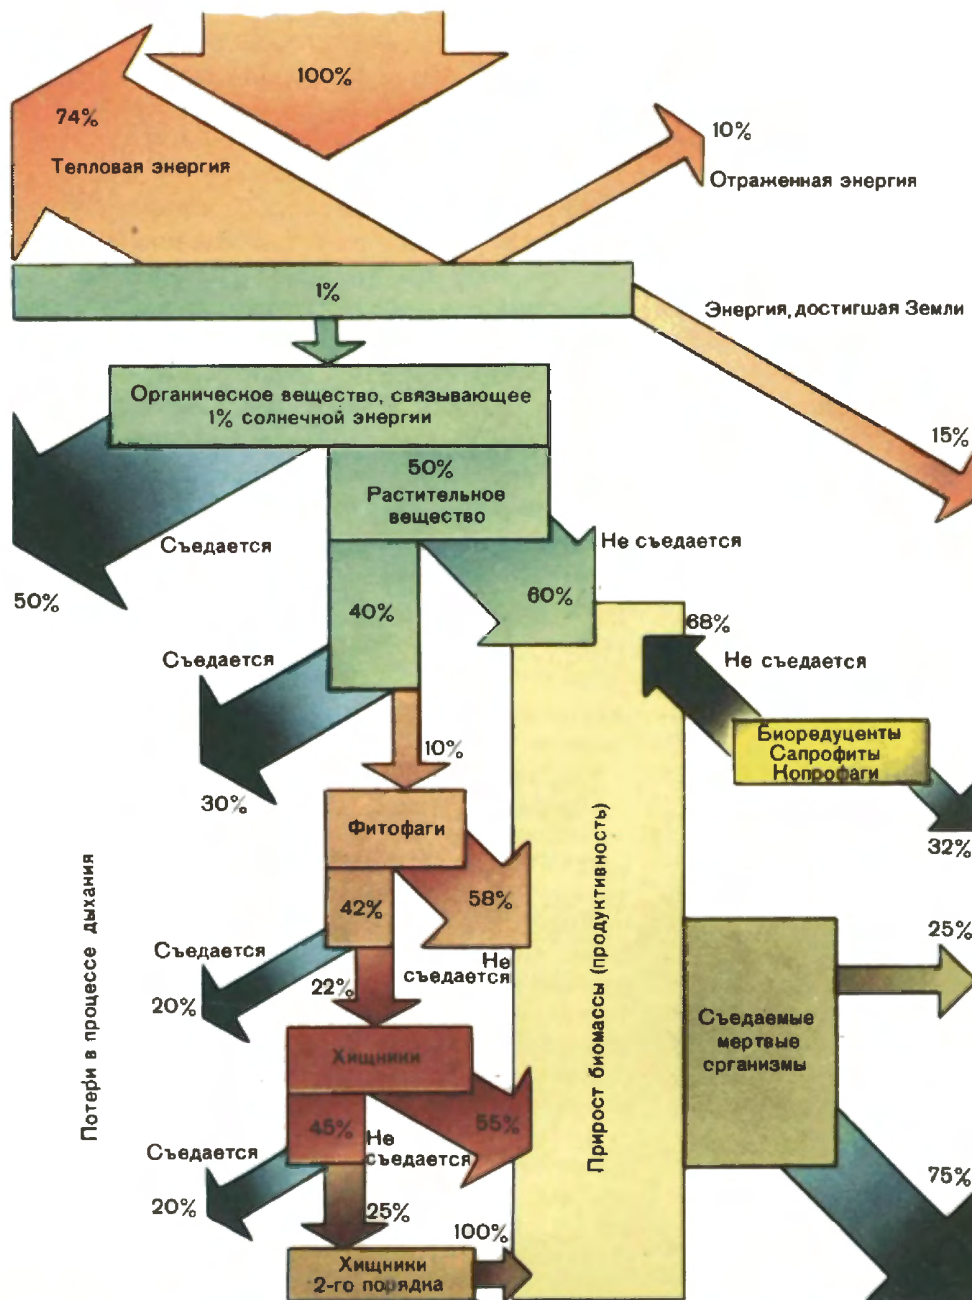 100%
74%
Тепловая энергия
10%
Отраженная энергия
1%
Энергия, достигшая Земли
15%
Органическое вещество, связывающее
1% солнечной энергии
50%
Растительное
вещество
Съедается
50%
Не съедается
60%
40%
68%
Не съедается
Съедается
30%
10%
Биоредуценты
Сапрофиты
Копрофаги
32%
Фитофаги
42%
58%
Не
съедается
Съедается
20%
22%
Потери в процессе дыхания
Прирост биомассы (продуктивность)
25%
Съедаемые
мертвые
организмы
75%
Хищники
45%
55%
Не
съедается
Съедается
20%
25%
100%
Хищники
2-го порядка